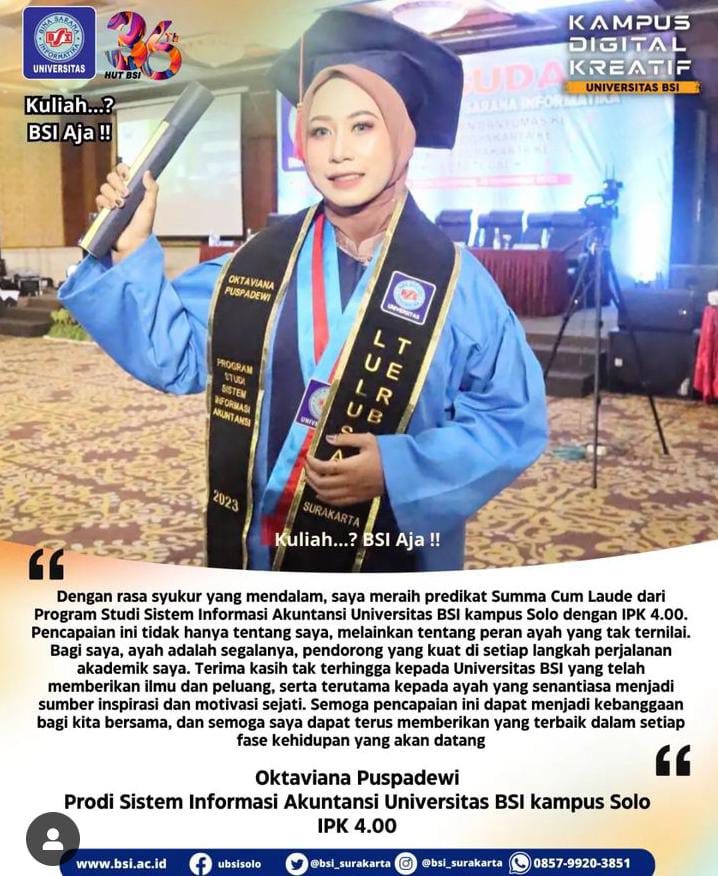 BINA SARANA
INFORMATIKA
BSI
UNIVERSITAS
36Th
HUT BSI
KAMPUS
DIGITAL
KREATIF
UNIVERSITAS BSI
Kuliah...?
BSI Aja !!
SARANA INFORMATIKA
OKTAVIANA
PUSPADEWI
PROGRAM
STUDI
SISTEM
INFORMASI
AKUNTANSI
2023
UNIVERSITAS
LULUSA
TERB
SURAKARTA
Kuliah...? BSI Aja !!
“
Dengan rasa syukur yang mendalam, saya meraih predikat Summa Cum Laude dari
Program Studi Sistem Informasi Akuntansi Universitas BSI kampus Solo dengan IPK 4.00.
Pencapaian ini tidak hanya tentang saya, melainkan tentang peran ayah yang tak ternilai.
Bagi saya, ayah adalah segalanya, pendorong yang kuat di setiap langkah perjalanan
akademik saya. Terima kasih tak terhingga kepada Universitas BSI yang telah
memberikan ilmu dan peluang, serta terutama kepada ayah yang senantiasa menjadi
sumber inspirasi dan motivasi sejati. Semoga pencapaian ini dapat menjadi kebanggaan
bagi kita bersama, dan semoga saya dapat terus memberikan yang terbaik dalam setiap
fase kehidupan yang akan datang
“
Oktaviana Puspadewi
Prodi Sistem Informasi Akuntansi Universitas BSI kampus Solo
IPK 4.00
www.bsi.ac.id ubsisolo @bsi_surakarta @bsi_surakarta 0857-9920-3851